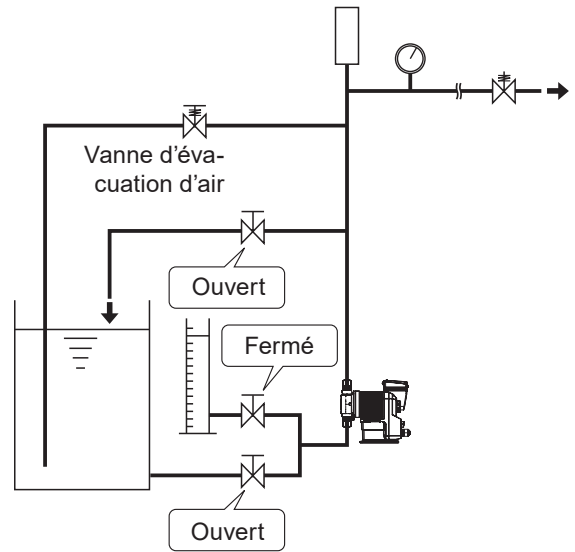 Vanne d'éva-
cuation d'air
Ouvert
Fermé
Ouvert